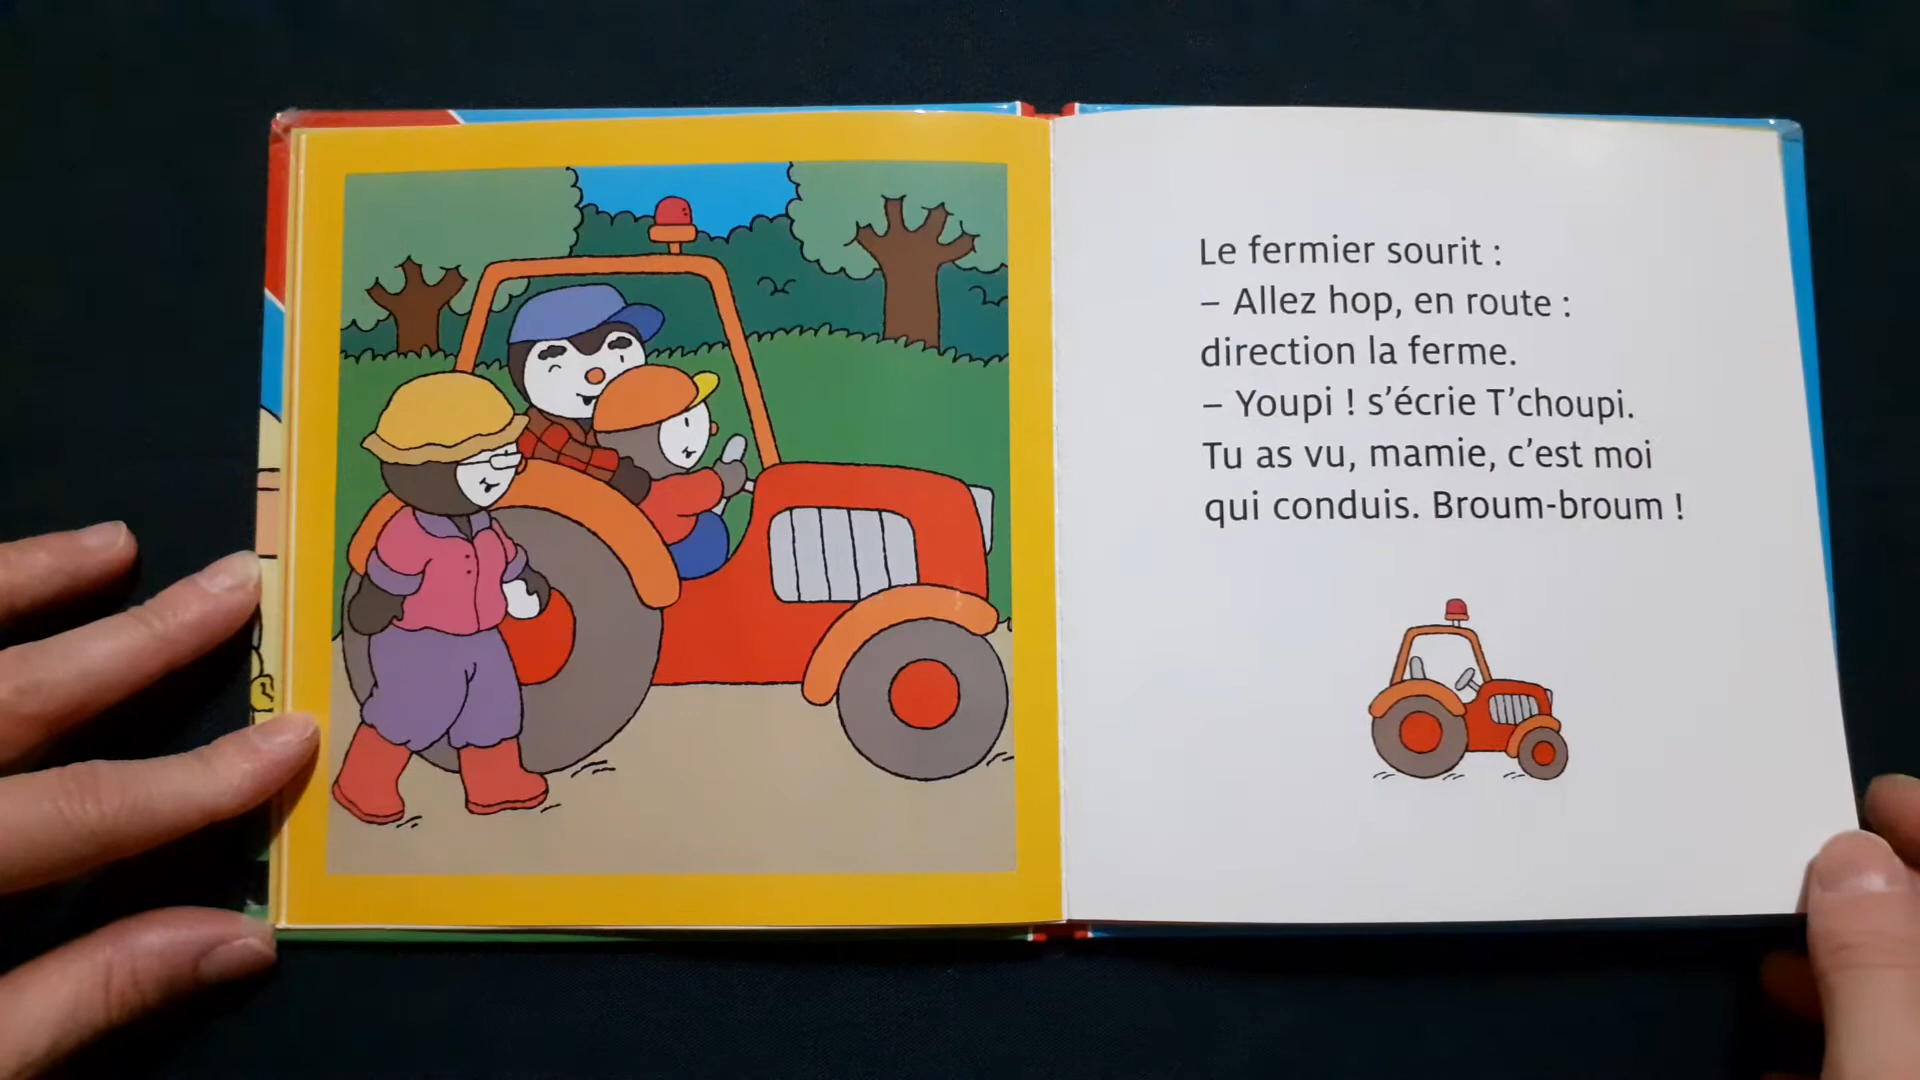 Le fermier sourit :
– Allez hop, en route :
direction la ferme.
– Youpi ! s’écrie T’choupi.
Tu as vu, mamie, c’est moi
qui conduis. Broum-broum !